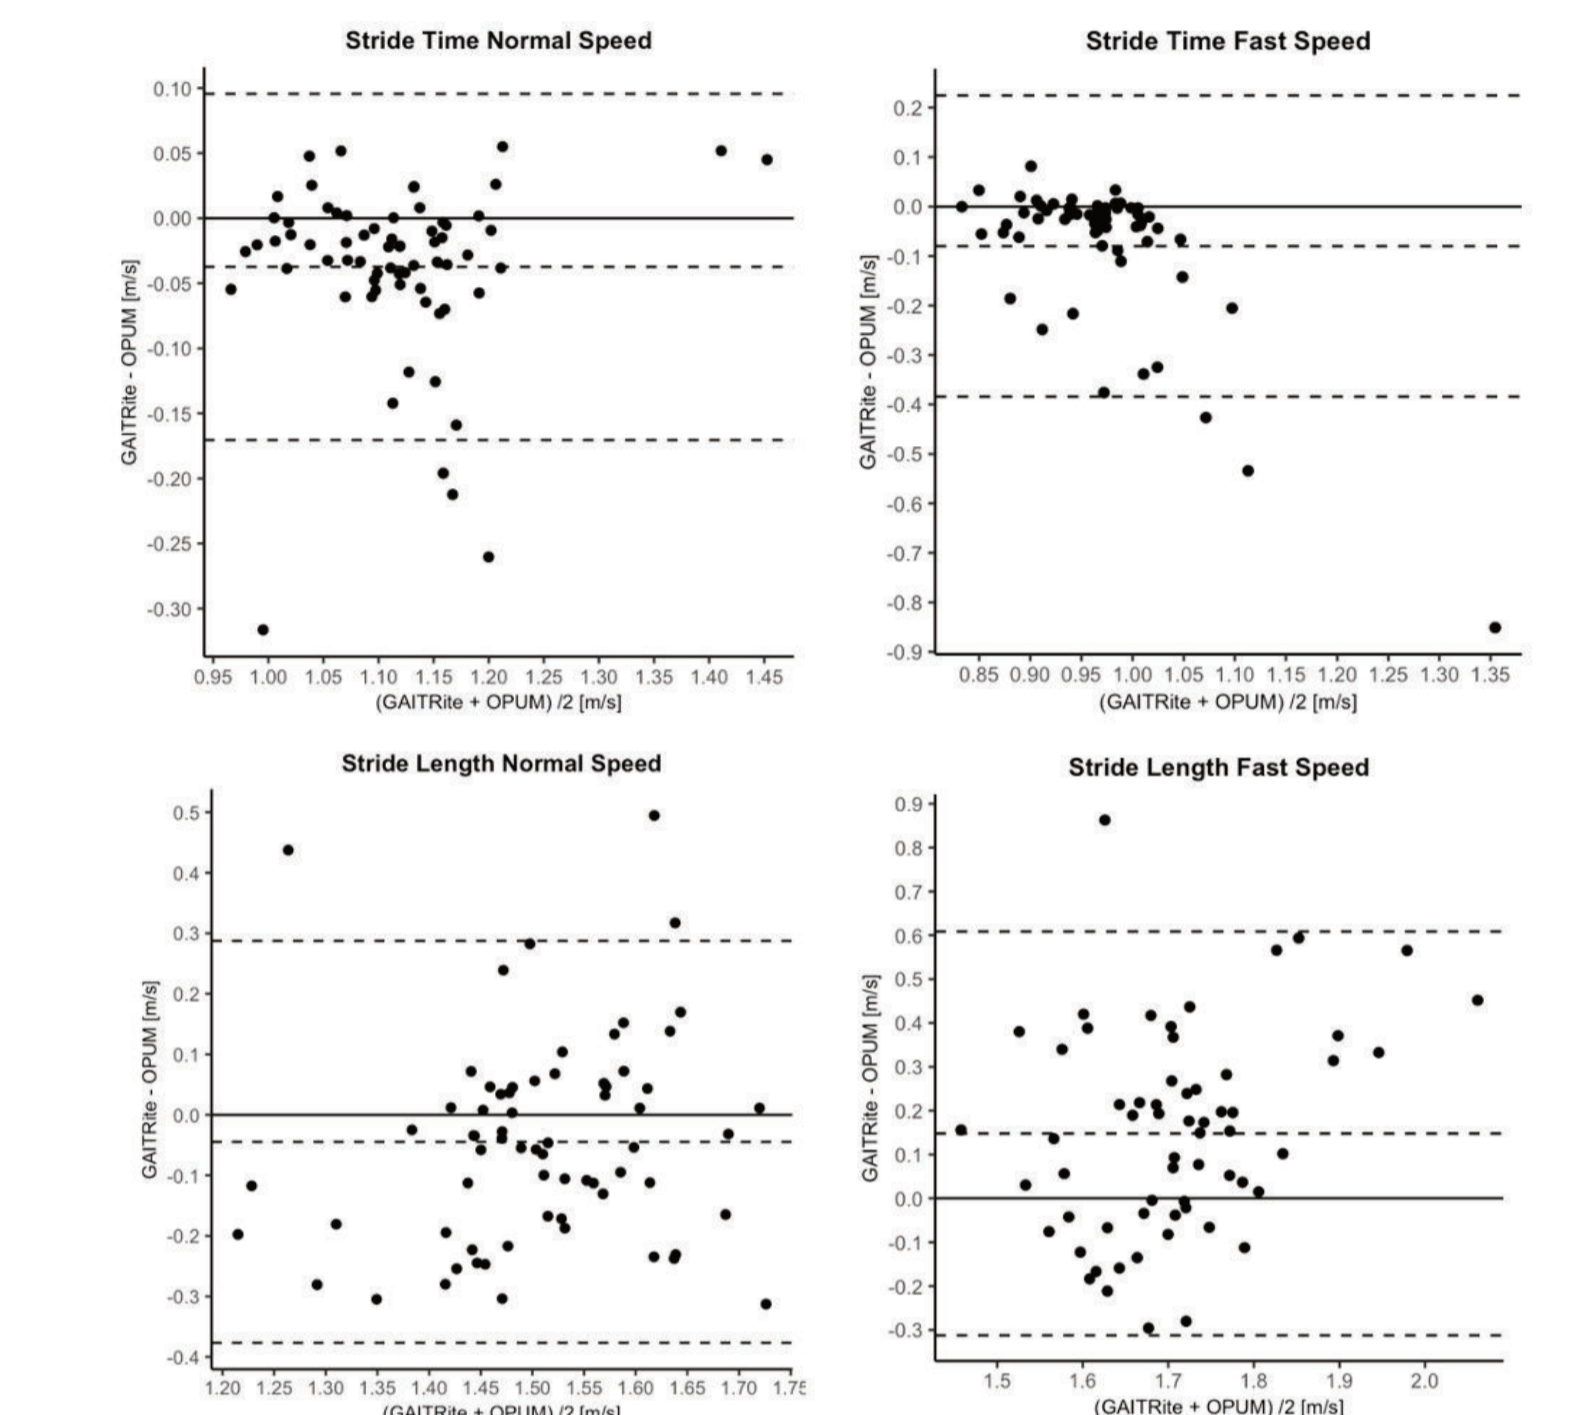 Stride Time Normal Speed
GAITRite - OPUM [m/s]
0.10
0.05
0.00
-0.05
-0.10
-0.15
-0.20
-0.25
-0.30
0.95 1.00 1.05 1.10 1.15 1.20 1.25 1.30 1.35 1.40 1.45
(GAITRite + OPUM) /2 [m/s]
Stride Time Fast Speed
GAITRite - OPUM [m/s]
0.2
0.1
0.0
-0.1
-0.2
-0.3
-0.4
-0.5
-0.6
-0.7
-0.8
-0.9
0.85 0.90 0.95 1.00 1.05 1.10 1.15 1.20 1.25 1.30 1.35
(GAITRite + OPUM) /2 [m/s]
Stride Length Normal Speed
GAITRite - OPUM [m/s]
0.5
0.4
0.3
0.2
0.1
0.0
-0.1
-0.2
-0.3
-0.4
1.20 1.25 1.30 1.35 1.40 1.45 1.50 1.55 1.60 1.65 1.70 1.75
(GAITRite + OPUM) /2 [m/s]
Stride Length Fast Speed
GAITRite - OPUM [m/s]
0.9
0.8
0.7
0.6
0.5
0.4
0.3
0.2
0.1
0.0
-0.1
-0.2
-0.3
1.5 1.6 1.7 1.8 1.9 2.0
(GAITRite + OPUM) /2 [m/s]